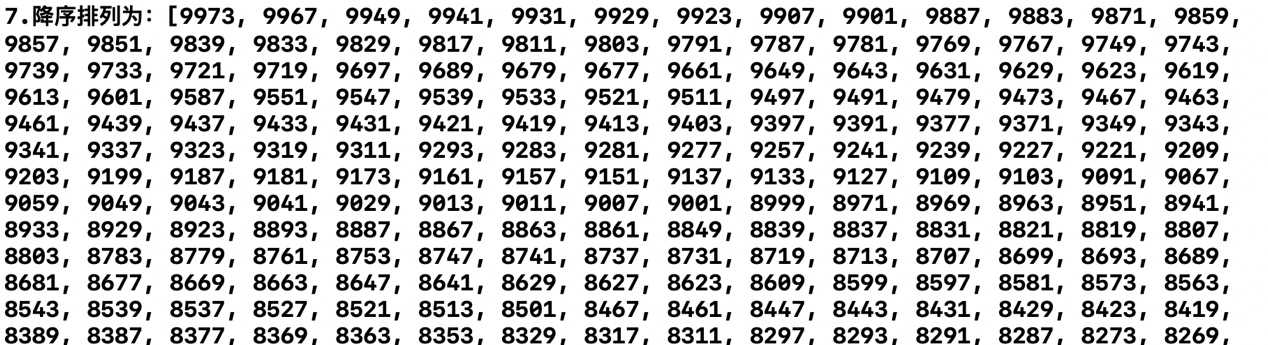 7.降序排列为：[9973, 9967, 9949, 9941, 9931, 9929, 9923, 9907, 9901, 9887, 9883, 9871, 9859,
9857, 9851, 9839, 9833, 9829, 9817, 9811, 9803, 9791, 9787, 9781, 9769, 9767, 9749, 9743,
9739, 9733, 9721, 9719, 9697, 9689, 9679, 9677, 9661, 9649, 9643, 9631, 9629, 9623, 9619,
9613, 9601, 9587, 9551, 9547, 9539, 9533, 9521, 9511, 9497, 9491, 9479, 9473, 9467, 9463,
9461, 9439, 9437, 9433, 9431, 9421, 9419, 9413, 9403, 9397, 9391, 9377, 9371, 9349, 9343,
9341, 9337, 9323, 9319, 9311, 9293, 9283, 9281, 9277, 9257, 9241, 9239, 9227, 9221, 9209,
9203, 9199, 9187, 9181, 9173, 9161, 9157, 9151, 9137, 9133, 9127, 9109, 9103, 9091, 9067,
9059, 9049, 9043, 9041, 9029, 9013, 9011, 9007, 9001, 8999, 8971, 8969, 8963, 8951, 8941,
8933, 8929, 8923, 8893, 8887, 8867, 8863, 8861, 8849, 8839, 8837, 8831, 8821, 8819, 8807,
8803, 8783, 8779, 8761, 8753, 8747, 8741, 8737, 8731, 8719, 8713, 8707, 8699, 8693, 8689,
8681, 8677, 8669, 8663, 8647, 8641, 8629, 8627, 8623, 8609, 8599, 8597, 8581, 8573, 8563,
8543, 8539, 8537, 8527, 8521, 8513, 8501, 8467, 8461, 8447, 8443, 8431, 8429, 8423, 8419,
8389, 8387, 8377, 8369, 8363, 8353, 8329, 8317, 8311, 8297, 8293, 8291, 8287, 8273, 8269,